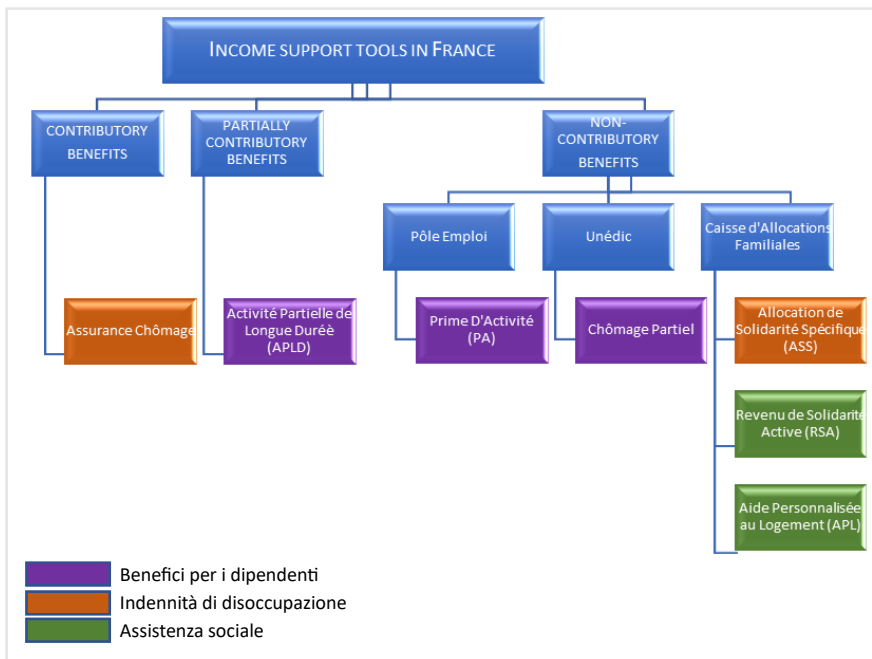 INCOME SUPPORT TOOLS IN FRANCE
CONTRIBUTORY
BENEFITS
PARTIALLY
CONTRIBUTORY
BENEFITS
NON-
CONTRIBUTORY
BENEFITS
Pôle Emploi
Unédic
Caisse d'Allocations
Familiales
Assurance Chômage
Activité Partielle de
Longue Duréè
(APLD)
Prime D'Activité
(PA)
Chômage Partiel
Allocation de
Solidarité Spécifique
(ASS)
Revenu de Solidarité
Active (RSA)
Aide Personnalisée
au Logement (APL)
Benefici per i dipendenti
Indennità di disoccupazione
Assistenza sociale